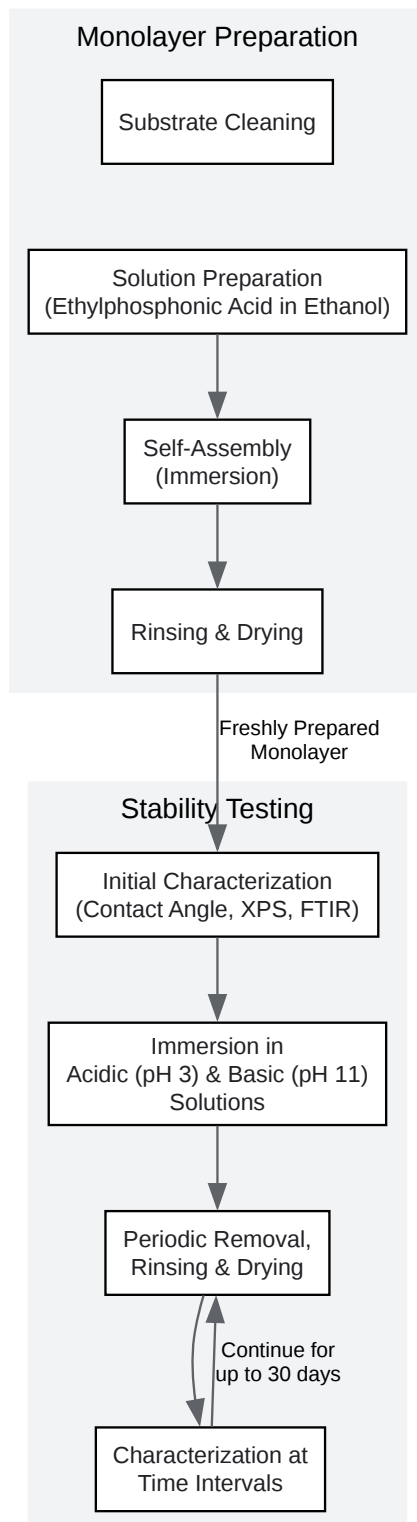 Monolayer Preparation
Substrate Cleaning
Solution Preparation
(Ethylphosphonic Acid in Ethanol)
Self-Assembly
(Immersion)
Rinsing & Drying
Freshly Prepared
Monolayer
Stability Testing
Initial Characterization
(Contact Angle, XPS, FTIR)
Immersion in
Acidic (pH 3) & Basic (pH 11)
Solutions
Periodic Removal,
Rinsing & Drying
Continue for
up to 30 days
Characterization at
Time Intervals